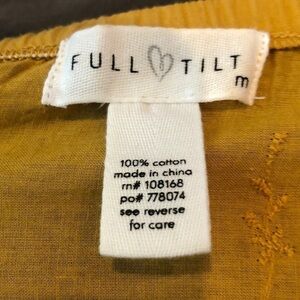 FULL TILT
m
100% cotton
made in china
rn# 108168
po# 778074
see reverse
for care